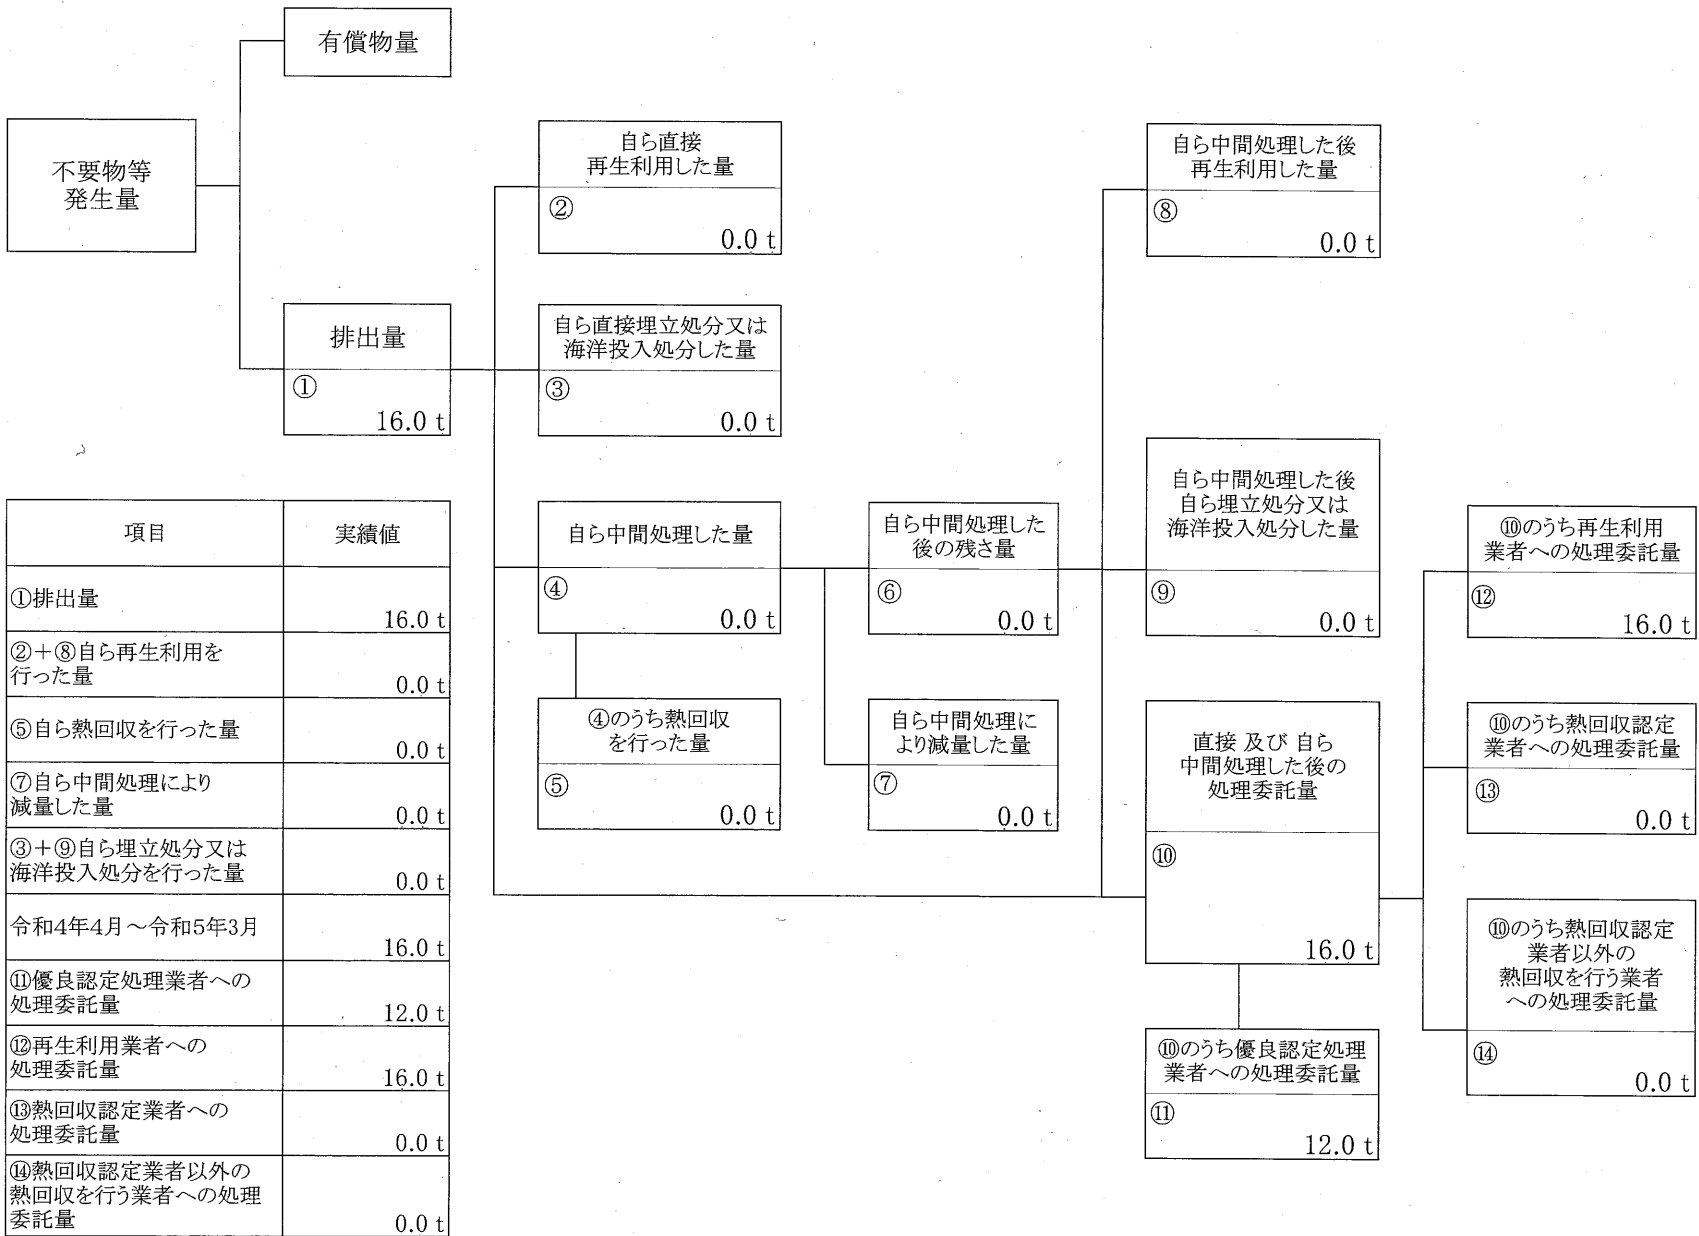 有償物量
不要物等
発生量
排出量
①
16.0 t
自ら直接
再生利用した量
②
0.0 t
自ら直接埋立処分又は
海洋投入処分した量
③
0.0 t
自ら中間処理した量
④
0.0 t
④のうち熱回収
を行った量
⑤
0.0 t
自ら中間処理した
後の残さ量
⑥
0.0 t
自ら中間処理に
より減量した量
⑦
0.0 t
自ら中間処理した後
再生利用した量
⑧
0.0 t
自ら中間処理した後
自ら埋立処分又は
海洋投入処分した量
⑨
0.0 t
直接 及び 自ら
中間処理した後の
処理委託量
⑩
16.0 t
⑩のうち優良認定処理
業者への処理委託量
⑪
12.0 t
⑩のうち再生利用
業者への処理委託量
⑫
16.0 t
⑩のうち熱回収認定
業者への処理委託量
⑬
0.0 t
⑩のうち熱回収認定
業者以外の
熱回収を行う業者
への処理委託量
⑭
0.0 t
項目 実績値
①排出量
16.0 t
②＋⑧自ら再生利用を
行った量
0.0 t
⑤自ら熱回収を行った量
0.0 t
⑦自ら中間処理により
減量した量
0.0 t
③＋⑨自ら埋立処分又は
海洋投入処分を行った量
0.0 t
令和4年4月～令和5年3月
16.0 t
⑪優良認定処理業者への
処理委託量
12.0 t
⑫再生利用業者への
処理委託量
16.0 t
⑬熱回収認定業者への
処理委託量
0.0 t
⑭熱回収認定業者以外の
熱回収を行う業者への処理
委託量
0.0 t